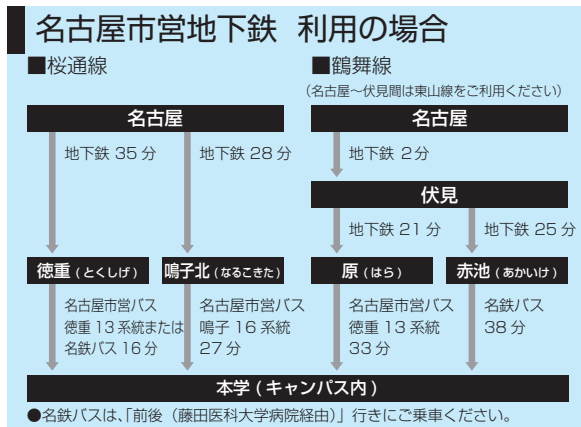 名古屋市営地下鉄 利用の場合
■桜通線
名古屋
地下鉄 35 分
地下鉄 28 分
徳重 (とくしげ)
鳴子北 (なるこきた)
名古屋市営バス
徳重 13 系統または
名鉄バス 16 分
名古屋市営バス
鳴子 16 系統
27 分
■鶴舞線
(名古屋～伏見間は東山線をご利用ください)
名古屋
地下鉄 2分
伏見
地下鉄 21 分
地下鉄 25 分
原 (はら)
赤池 (あかいけ)
名古屋市営バス
徳重 13 系統
33 分
名鉄バス
38 分
本学 (キャンパス内)
●名鉄バスは、「前後（藤田医科大学病院経由）」行きにご乗車ください。